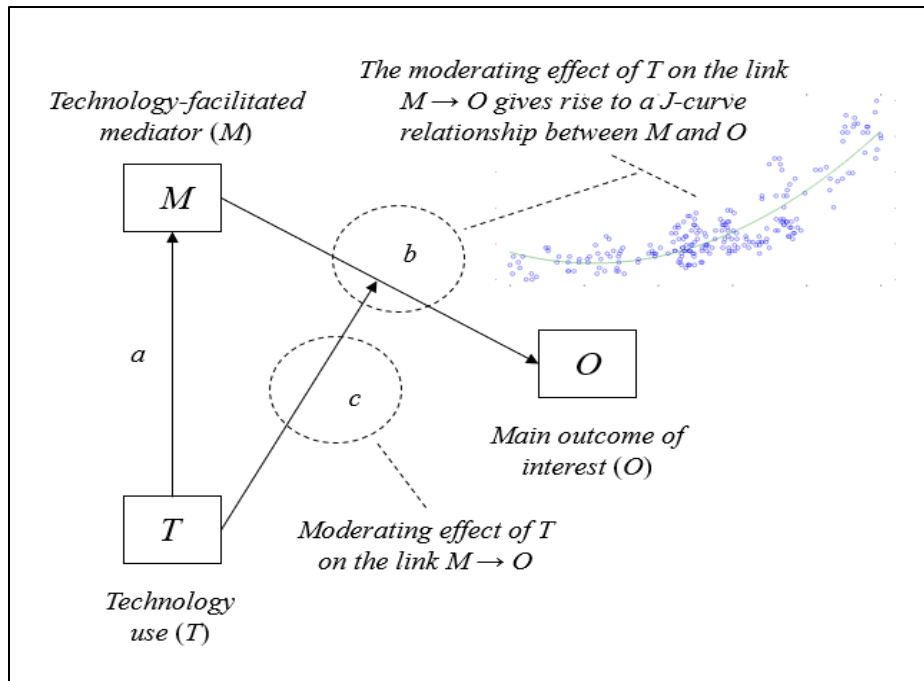 The moderating effect of T on the link
M → O gives rise to a J-curve
relationship between M and O
Technology-facilitated
mediator (M)
M
b
a
O
c
Main outcome of
interest (O)
T
Moderating effect of T
on the link M → O
Technology
use (T)